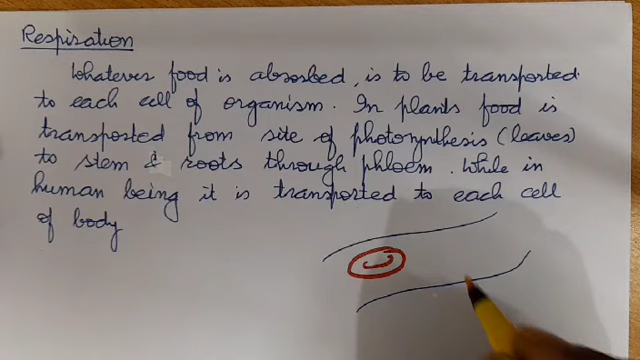 Respiration
Whatever food is absorbed, is to be transported
to each cell of organism. In plants food is
transported from site of photosynthesis (leaves)
to stem & roots through phloem. While in
human being it is transported to each cell
of body